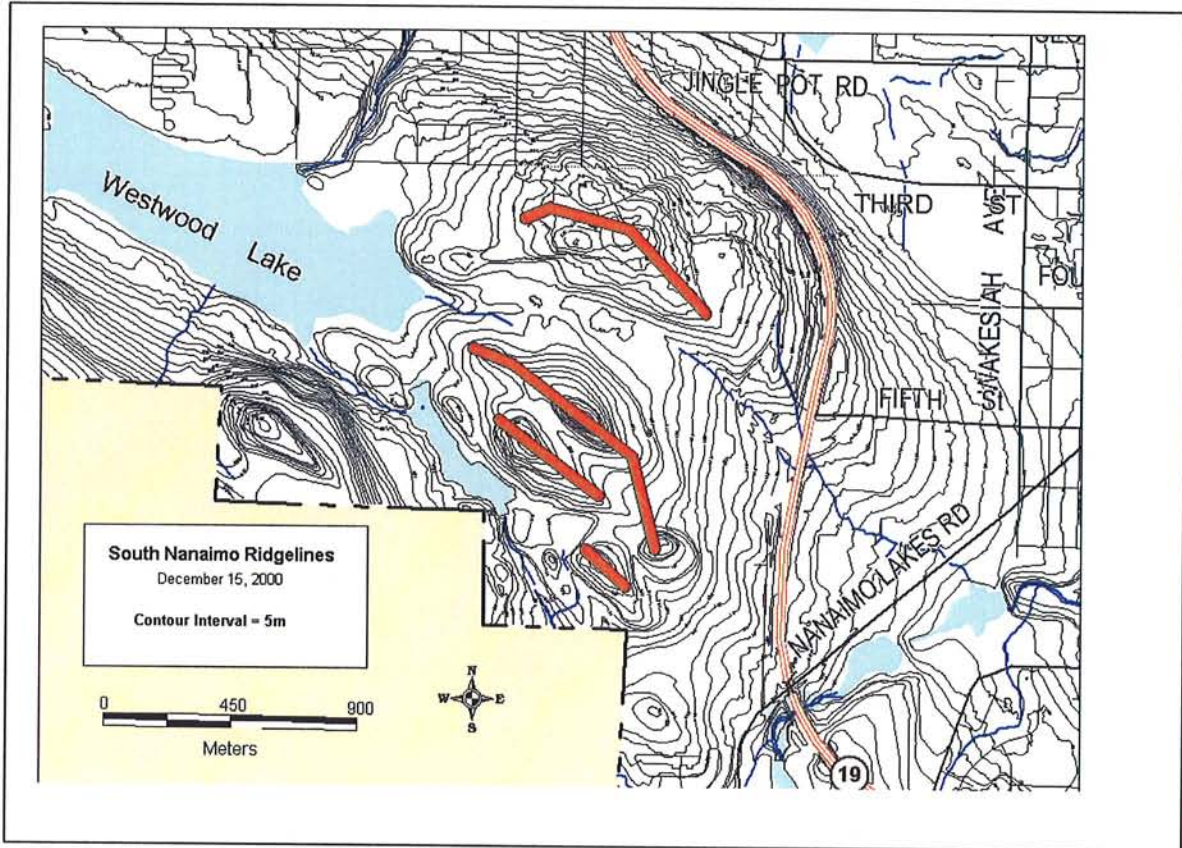 JINGLE POT RD
THIRD ST
WAKESIAH AVE
FOU
FIFTH St
Westwood Lake
NANAIMO LAKES RD
19
South Nanaimo Ridgelines
December 15, 2000
Contour Interval = 5m
N
W E
S
0 450 900
Meters